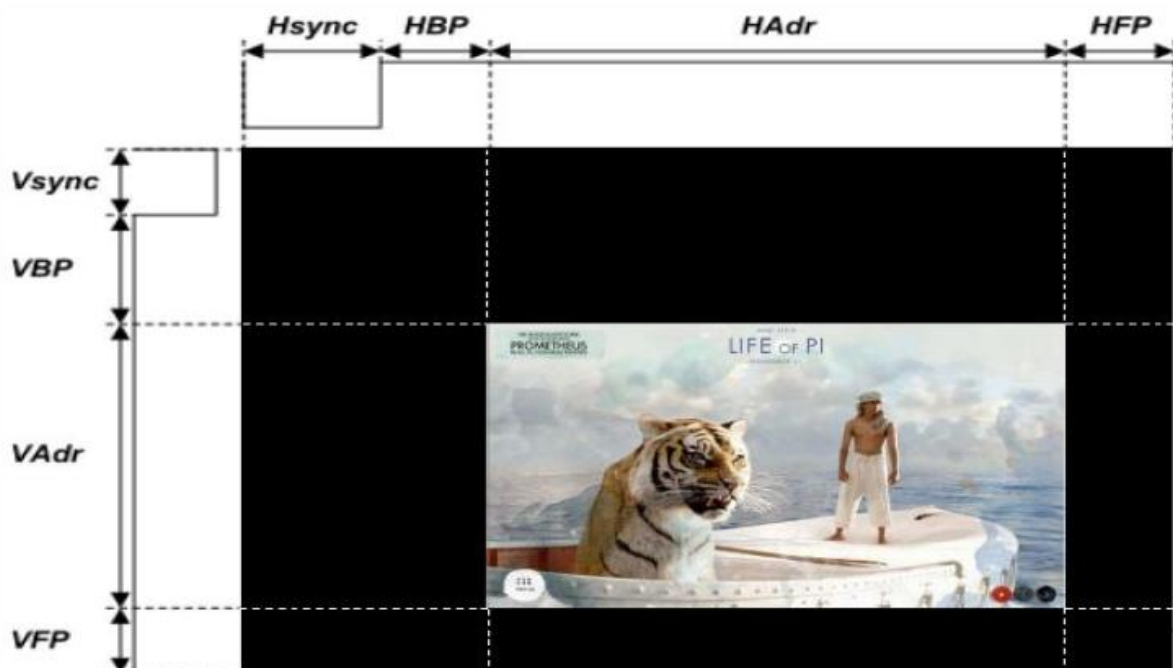 Hsync HBP HAdr HFP
Vsync
VBP
PROMETHEUS
LIFE OF PI
VAdr
VFP